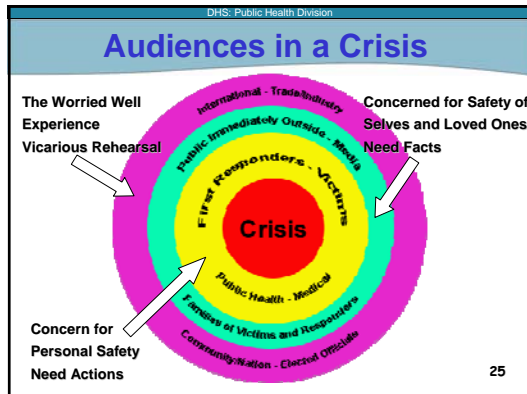 DHS: Public Health Division
Audiences in a Crisis
The Worried Well
Experience
Vicarious Rehearsal
Concerned for Safety of
Selves and Loved Ones
Need Facts
International - Trade/Industry
Public Immediately Outside - Media
First Responders - Victims
Crisis
Public Health - Medical
Families of Victims and Responders
Community/Nation - Elected Officials
Concern for
Personal Safety
Need Actions
25